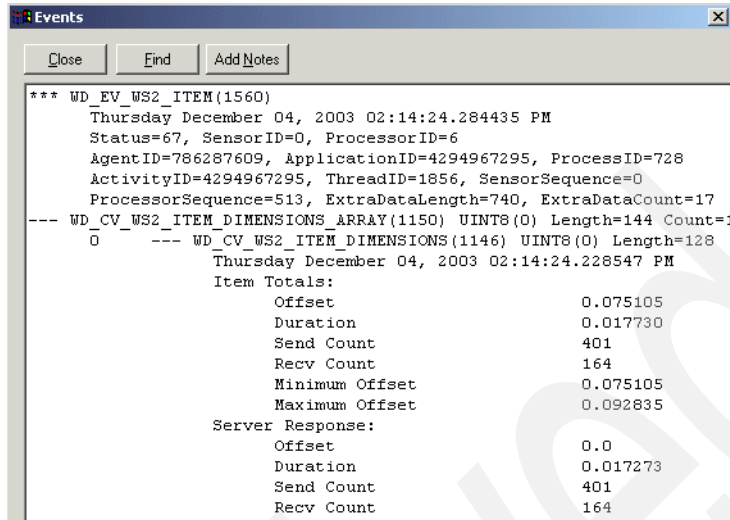 Events
Close Find Add Notes
*** WD_EV_WS2_ITEM(1560)
Thursday December 04, 2003 02:14:24.284435 PM
Status=67, SensorID=0, ProcessorID=6
AgentID=786287609, ApplicationID=4294967295, ProcessID=728
ActivityID=4294967295, ThreadID=1856, SensorSequence=0
ProcessorSequence=513, ExtraDataLength=740, ExtraDataCount=17
--- WD_CV_WS2_ITEM_DIMENSIONS_ARRAY(1150) UINT8(0) Length=144 Count=1
0 --- WD_CV_WS2_ITEM_DIMENSIONS(1146) UINT8(0) Length=128
Thursday December 04, 2003 02:14:24.228547 PM
Item Totals:
Offset 0.075105
Duration 0.017730
Send Count 401
Recv Count 164
Minimum Offset 0.075105
Maximum Offset 0.092835
Server Response:
Offset 0.0
Duration 0.017273
Send Count 401
Recv Count 164